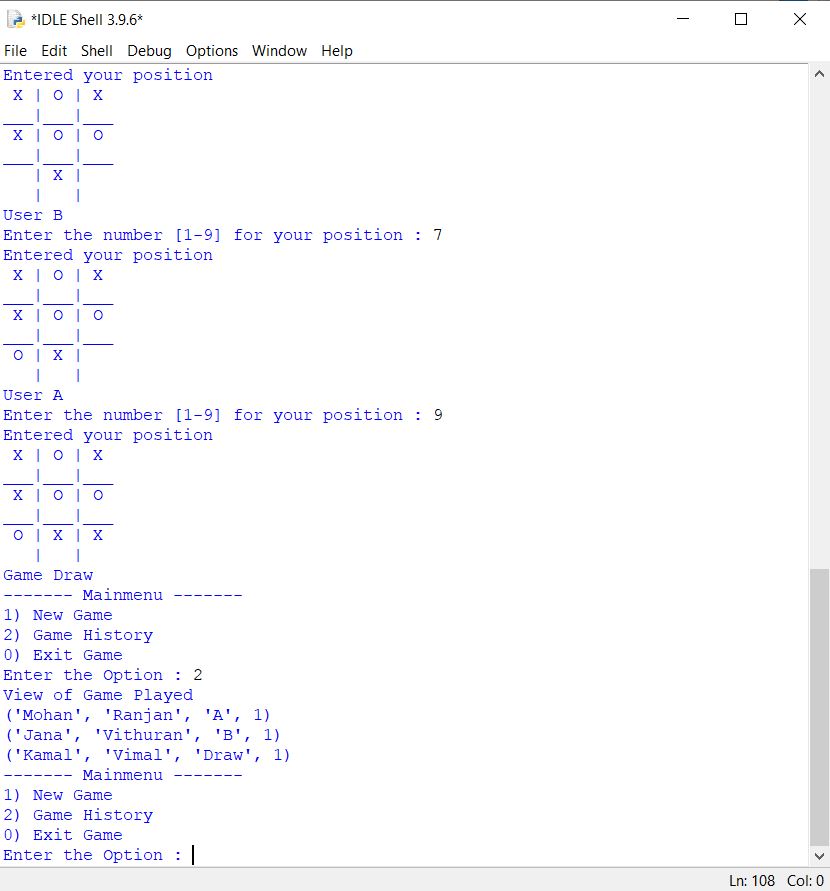 *IDLE Shell 3.9.6*
File Edit Shell Debug Options Window Help
Entered your position
 X | O | X
___|___|___
 X | O | O
___|___|___
   | X |
   |   |
User B
Enter the number [1-9] for your position : 7
Entered your position
 X | O | X
___|___|___
 X | O | O
___|___|___
 O | X |
   |   |
User A
Enter the number [1-9] for your position : 9
Entered your position
 X | O | X
___|___|___
 X | O | O
___|___|___
 O | X | X
   |   |
Game Draw
------- Mainmenu -------
1) New Game
2) Game History
0) Exit Game
Enter the Option : 2
View of Game Played
('Mohan', 'Ranjan', 'A', 1)
('Jana', 'Vithuran', 'B', 1)
('Kamal', 'Vimal', 'Draw', 1)
------- Mainmenu -------
1) New Game
2) Game History
0) Exit Game
Enter the Option :
Ln: 108 Col: 0